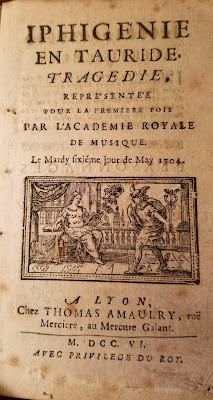 IPHIGENIE
EN TAURIDE.
TRAGEDIE,
REPRESENTÉE
POUR LA PREMIERE FOIS
PAR L'ACADEMIE ROYALE
DE MUSIQUE.
Le Mardy sixiéme jour de May 1704.
A LYON,
Chez THOMAS AMAULRY, ruë
Merciere, au Mercure Galant.
M. DCC. VI.
AVEC PRIVILEGE DU ROY.